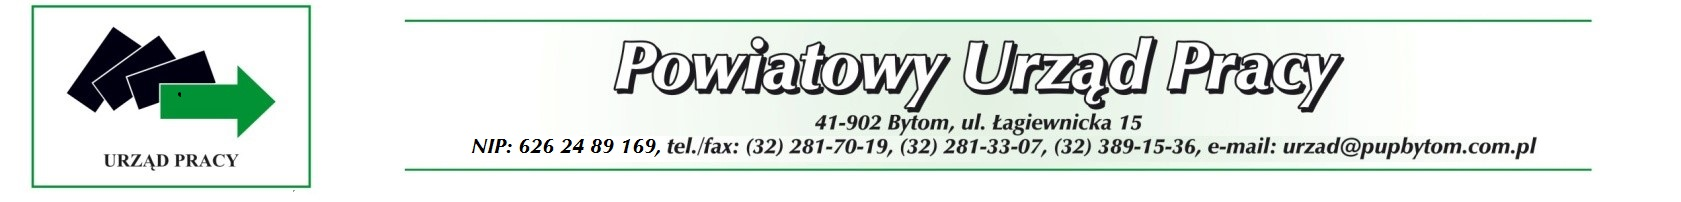 URZĄD PRACY
Powiatowy Urząd Pracy
41-902 Bytom, ul. Łagiewnicka 15
NIP: 626 24 89 169, tel./fax: (32) 281-70-19, (32) 281-33-07, (32) 389-15-36, e-mail: urzad@pupbytom.com.pl